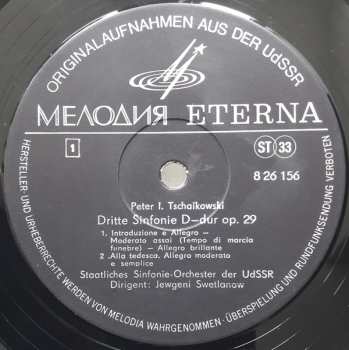 ORIGINALAUFNAHMEN AUS DER UdSSR
МЕЛОДИЯ ETERNA
1
ST 33
8 26 156
Peter I. Tschaikowski
Dritte Sinfonie D-dur op. 29
1. Introduzione e Allegro -
Moderato assai (Tempo di marcia
funebre) - Allegro brillante
2. Alla tedesca. Allegro moderato
e semplice
Staatliches Sinfonie-Orchester der UdSSR
Dirigent: Jewgeni Swetlanow
HERSTELLER- UND URHEBERRECHTE WERDEN VON MELODIA WAHRGENOMMEN · ÜBERSPIELUNG UND RUNDFUNKSENDUNG VERBOTEN